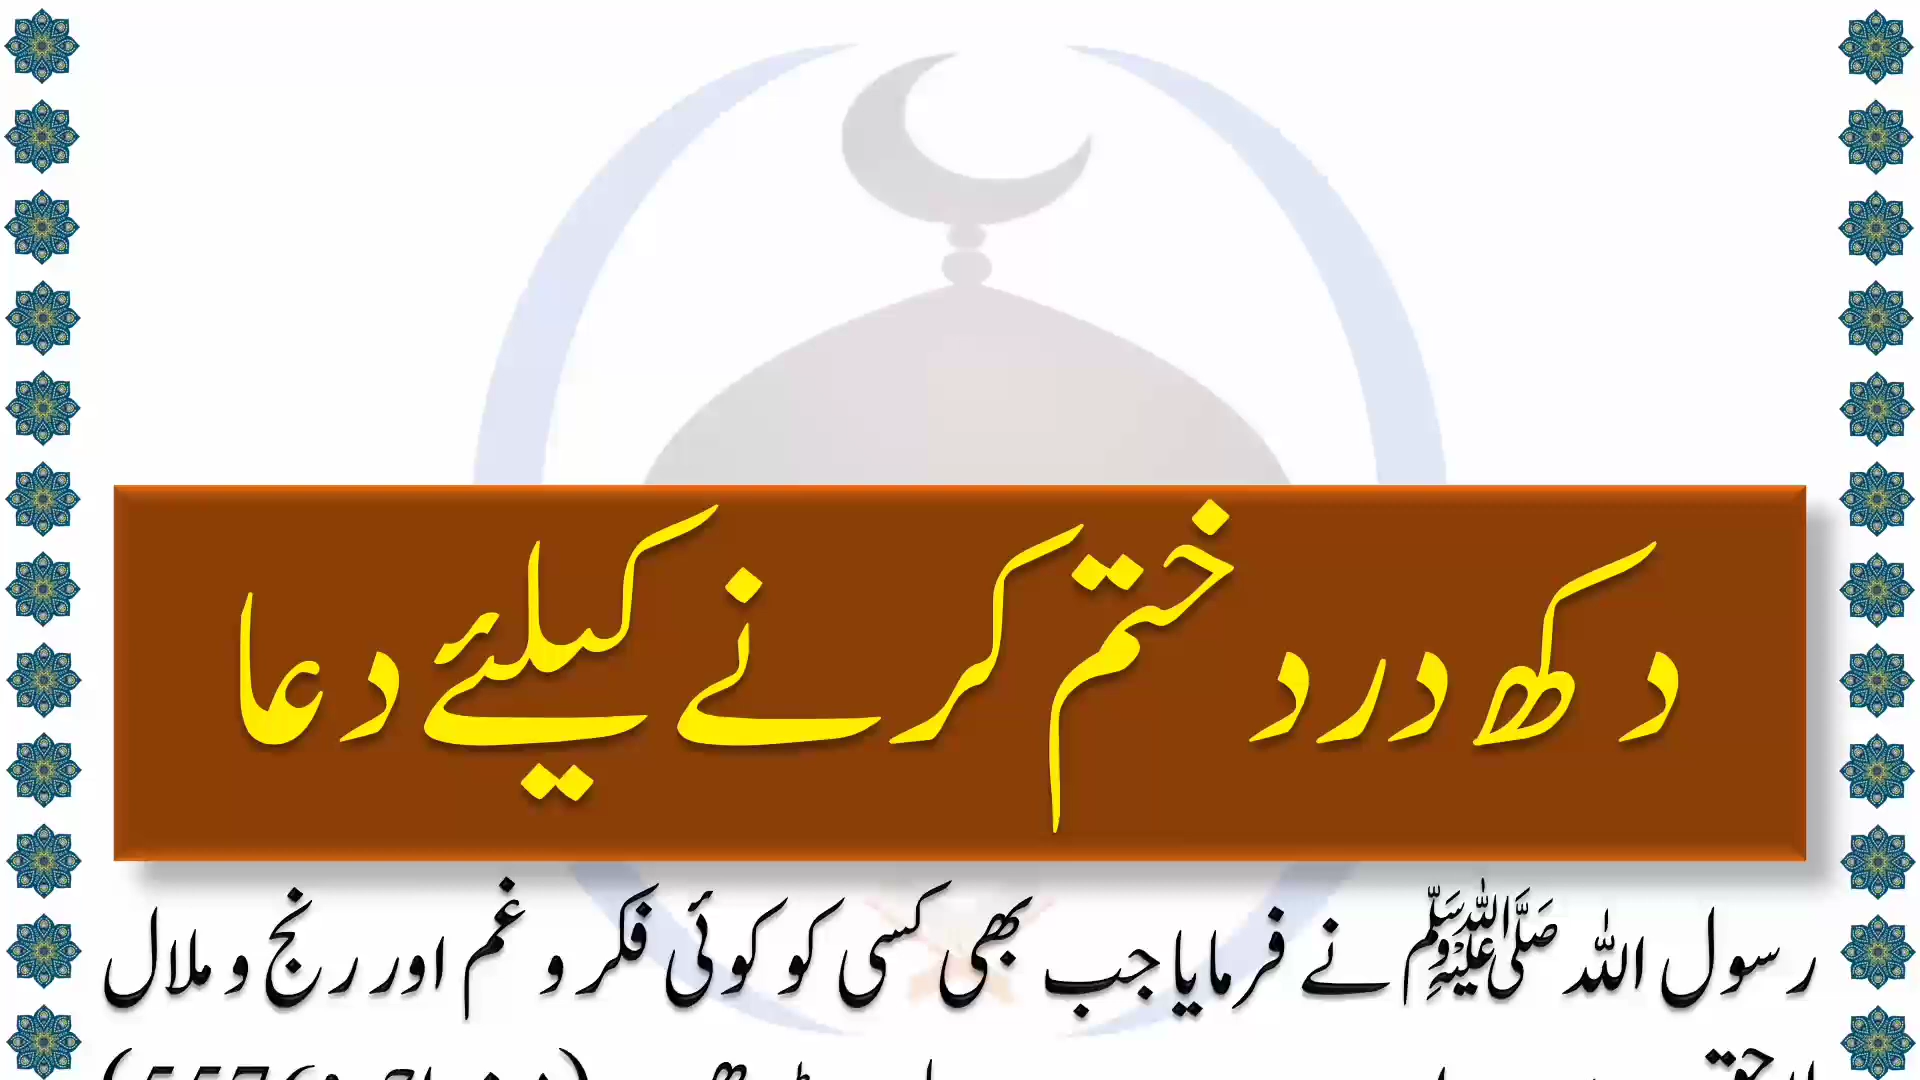 دکھ درد ختم کرنے کیلئے دعا
رسول اللہ ﷺ نے فرمایا جب بھی کسی کو کوئی فکر و غم اور رنج و ملال